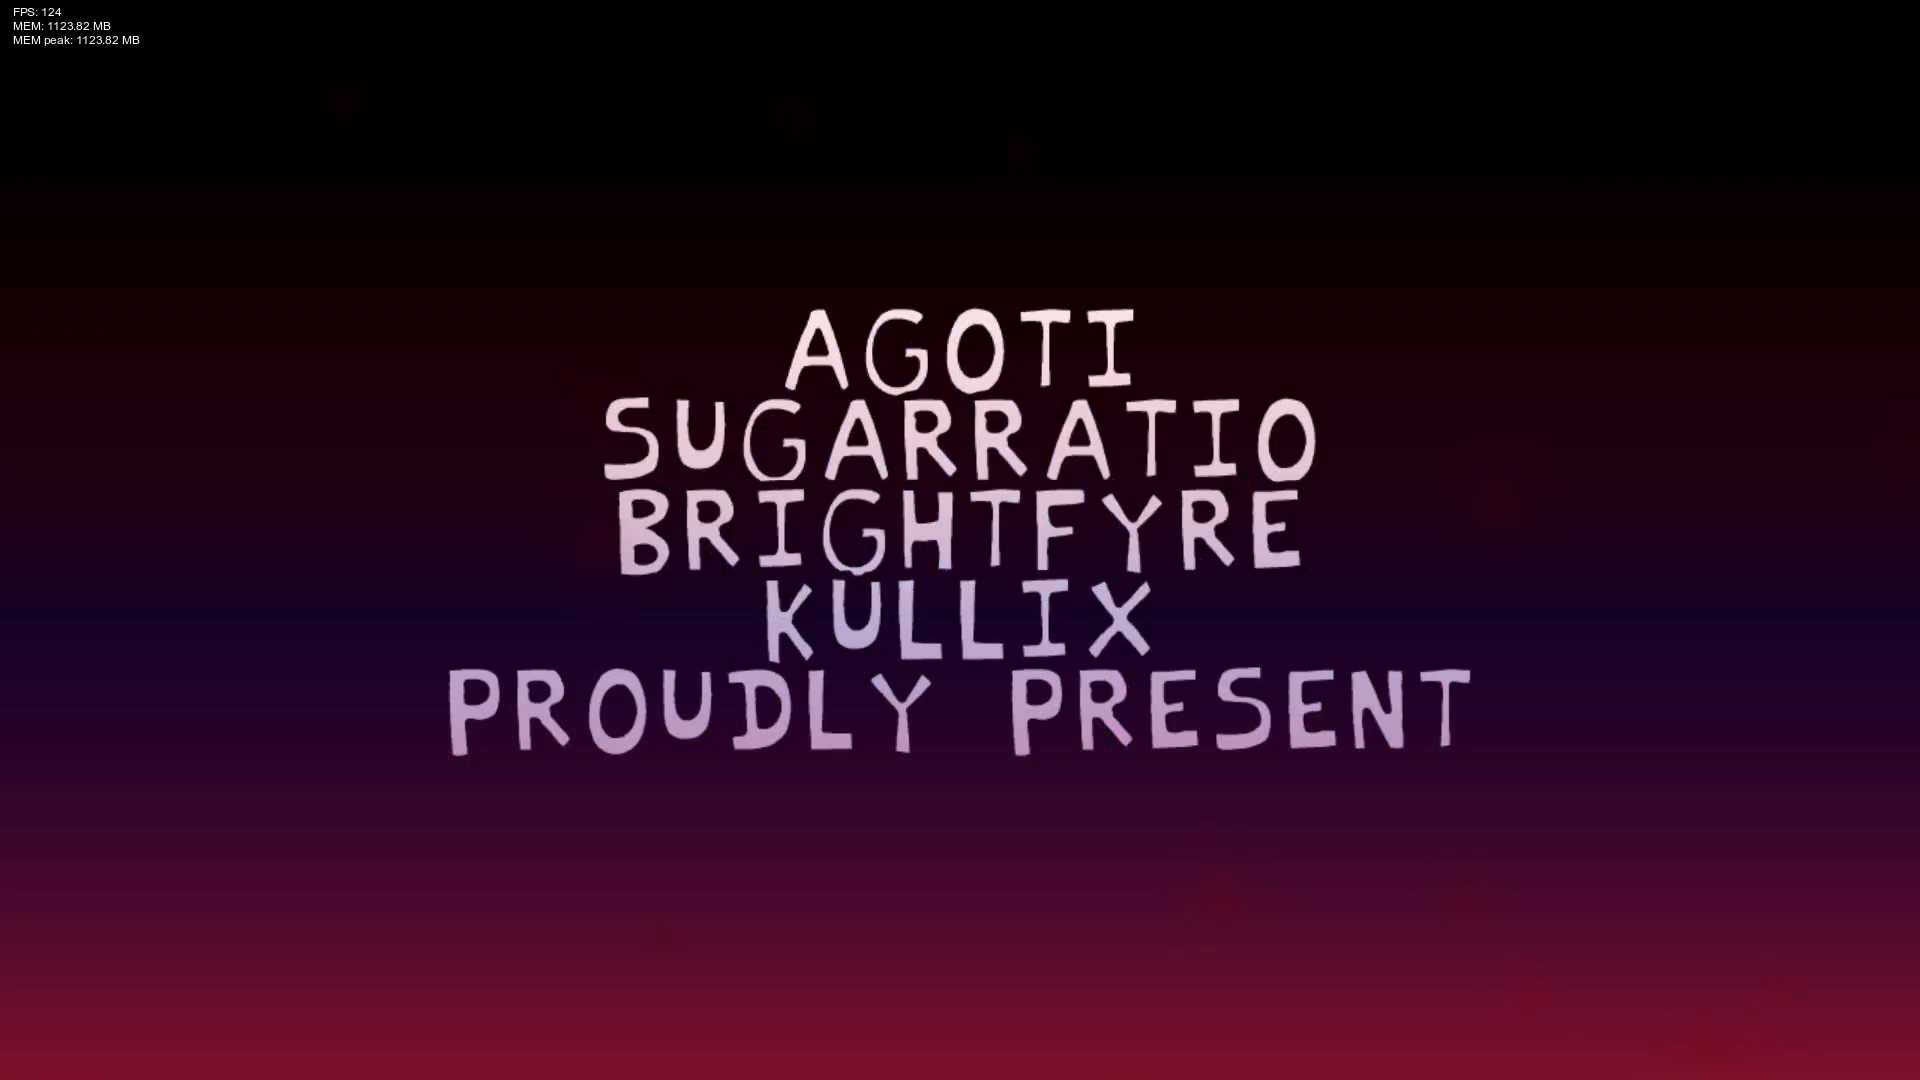 FPS: 124
MEM: 1123.82 MB
MEM peak: 1123.82 MB
AGOTI
SUGARRATIO
BRIGHTFYRE
KULLIX
PROUDLY PRESENT